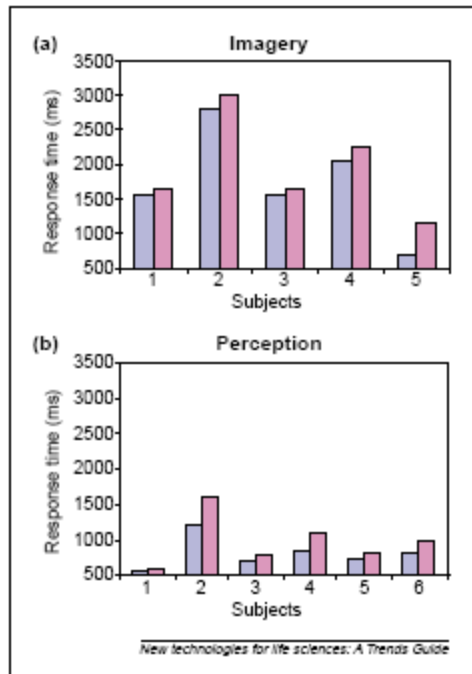 (a) Imagery
Response time (ms)
3500
3000
2500
2000
1500
1000
500
1 2 3 4 5
Subjects
(b) Perception
Response time (ms)
3500
3000
2500
2000
1500
1000
500
1 2 3 4 5 6
Subjects
New technologies for life sciences: A Trends Guide